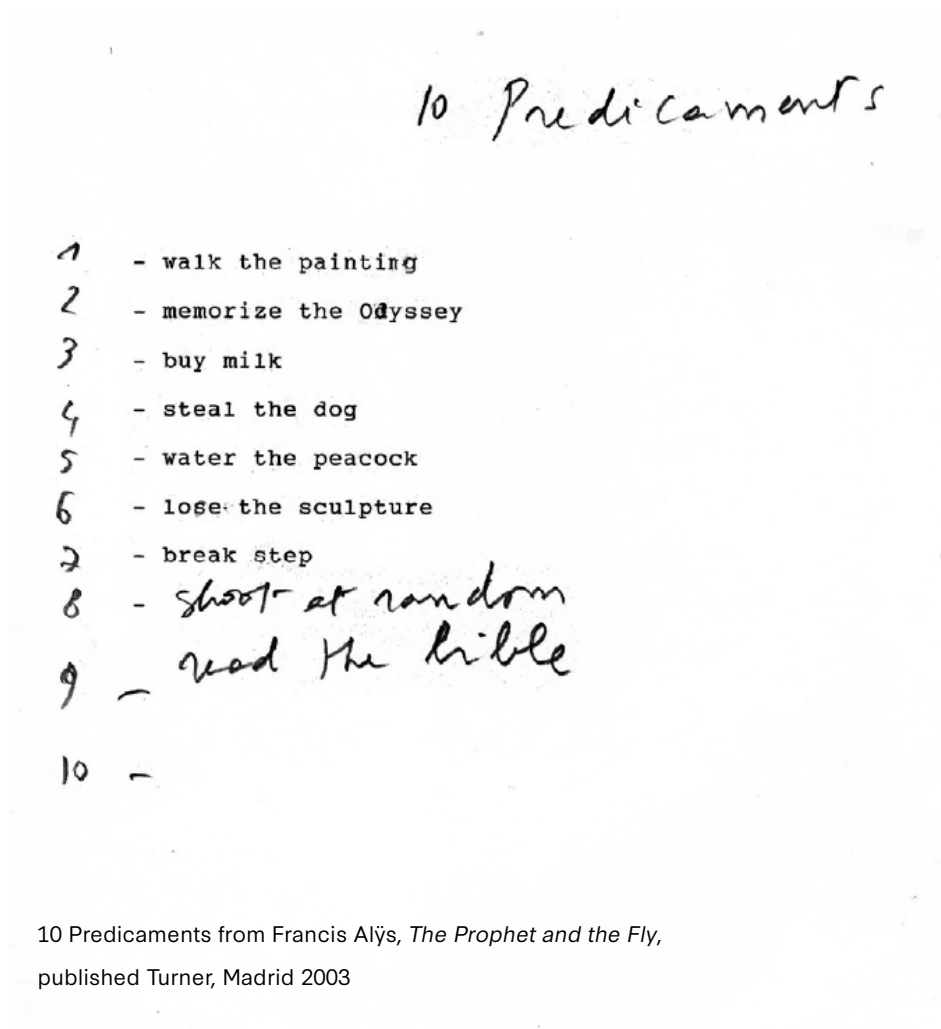 10 Predicaments
1 - walk the painting
2 - memorize the Odyssey
3 - buy milk
4 - steal the dog
5 - water the peacock
6 - lose the sculpture
7 - break step
8 - shoot at random
9 - read the bible
10 -
10 Predicaments from Francis Alÿs, The Prophet and the Fly,
published Turner, Madrid 2003